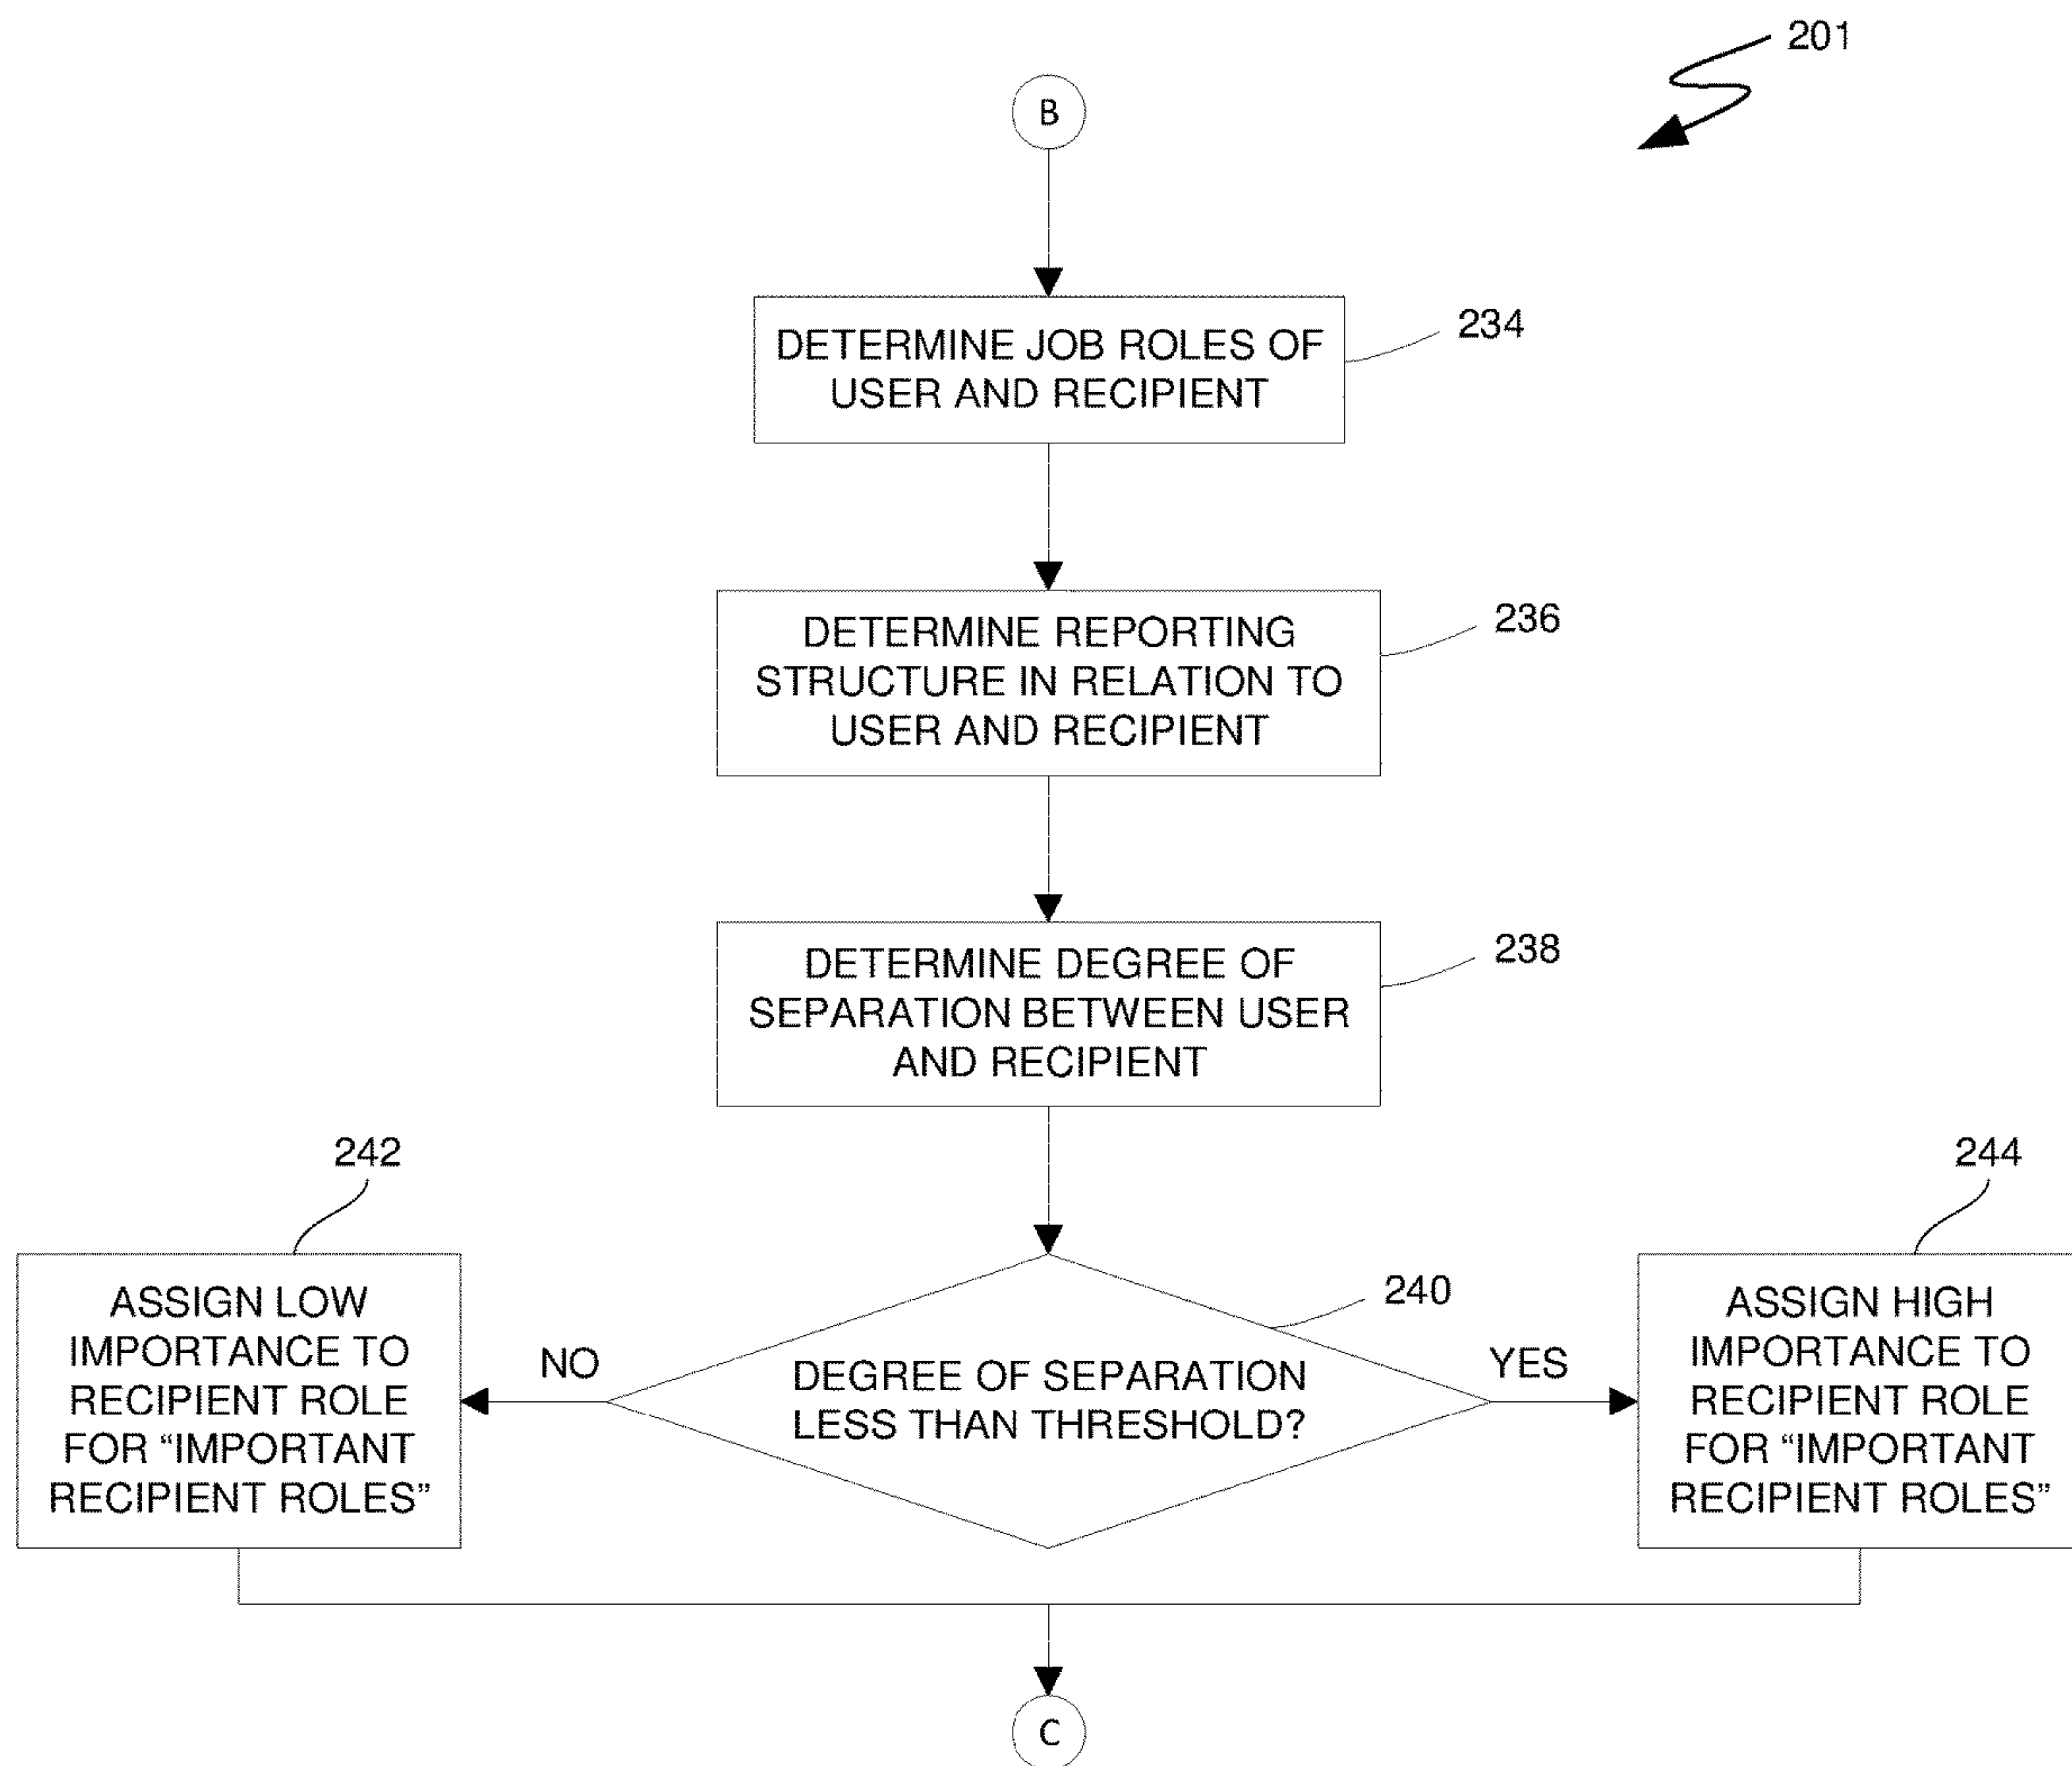 201
B
DETERMINE JOB ROLES OF
USER AND RECIPIENT
234
DETERMINE REPORTING
STRUCTURE IN RELATION TO
USER AND RECIPIENT
236
DETERMINE DEGREE OF
SEPARATION BETWEEN USER
AND RECIPIENT
238
242
ASSIGN LOW
IMPORTANCE TO
RECIPIENT ROLE
FOR “IMPORTANT
RECIPIENT ROLES”
NO
DEGREE OF SEPARATION
LESS THAN THRESHOLD?
240
YES
244
ASSIGN HIGH
IMPORTANCE TO
RECIPIENT ROLE
FOR “IMPORTANT
RECIPIENT ROLES”
C